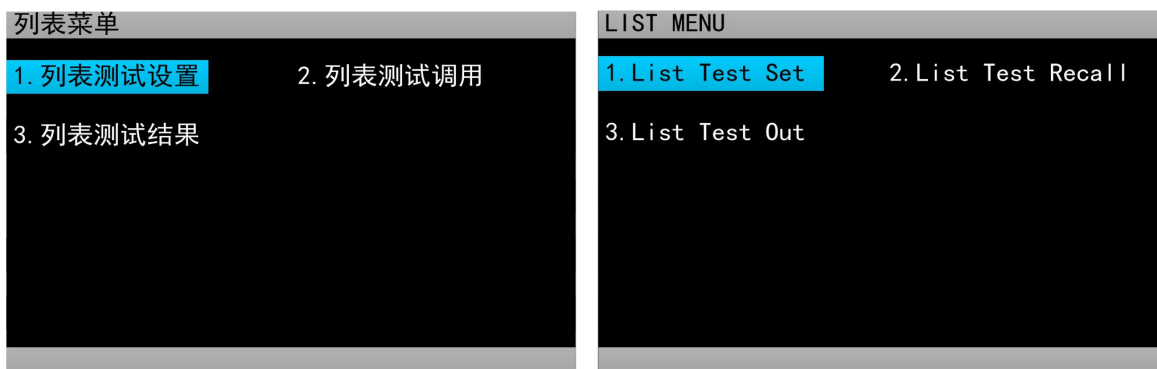 列表菜单
1.列表测试设置 2.列表测试调用
3.列表测试结果
LIST MENU
1.List Test Set 2.List Test Recall
3.List Test Out